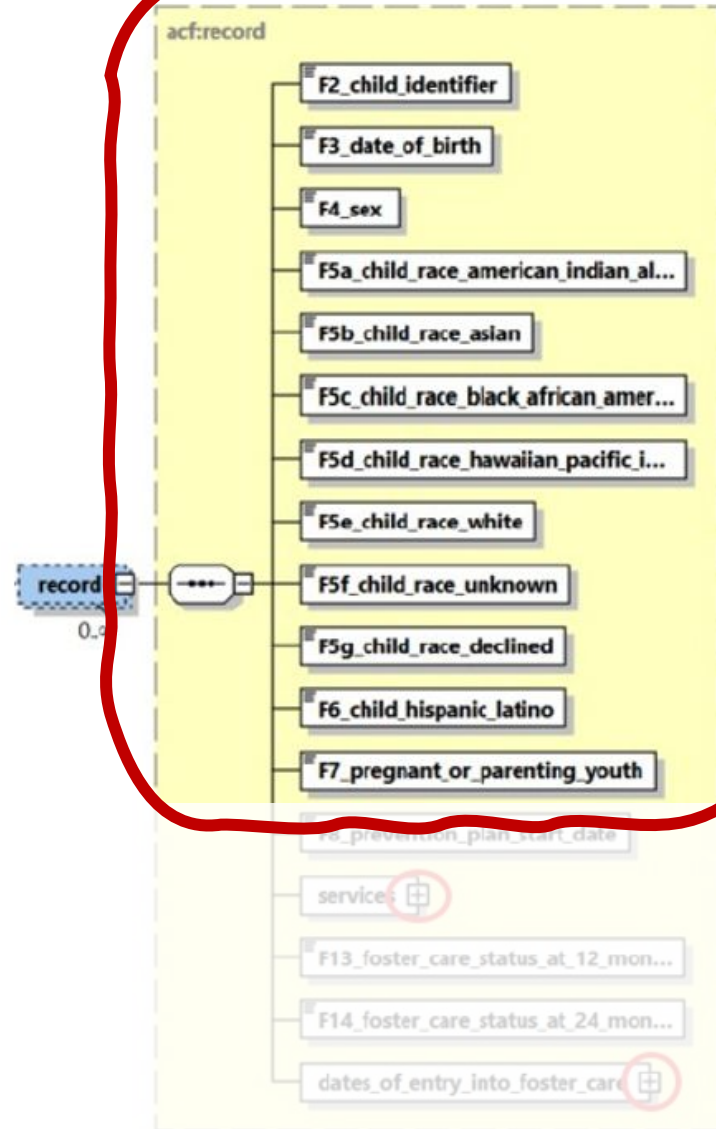 acf:record
F2_child_identifier
F3_date_of_birth
F4_sex
F5a_child_race_american_indian_al...
F5b_child_race_asian
F5c_child_race_black_african_amer...
F5d_child_race_hawaiian_pacific_i...
F5e_child_race_white
record
F5f_child_race_unknown
0..
F5g_child_race_declined
F6_child_hispanic_latino
F7_pregnant_or_parenting_youth
F8_prevention_plan_start_date
services
F13_foster_care_status_at_12_mon...
F14_foster_care_status_at_24_mon...
dates_of_entry_into_foster_care